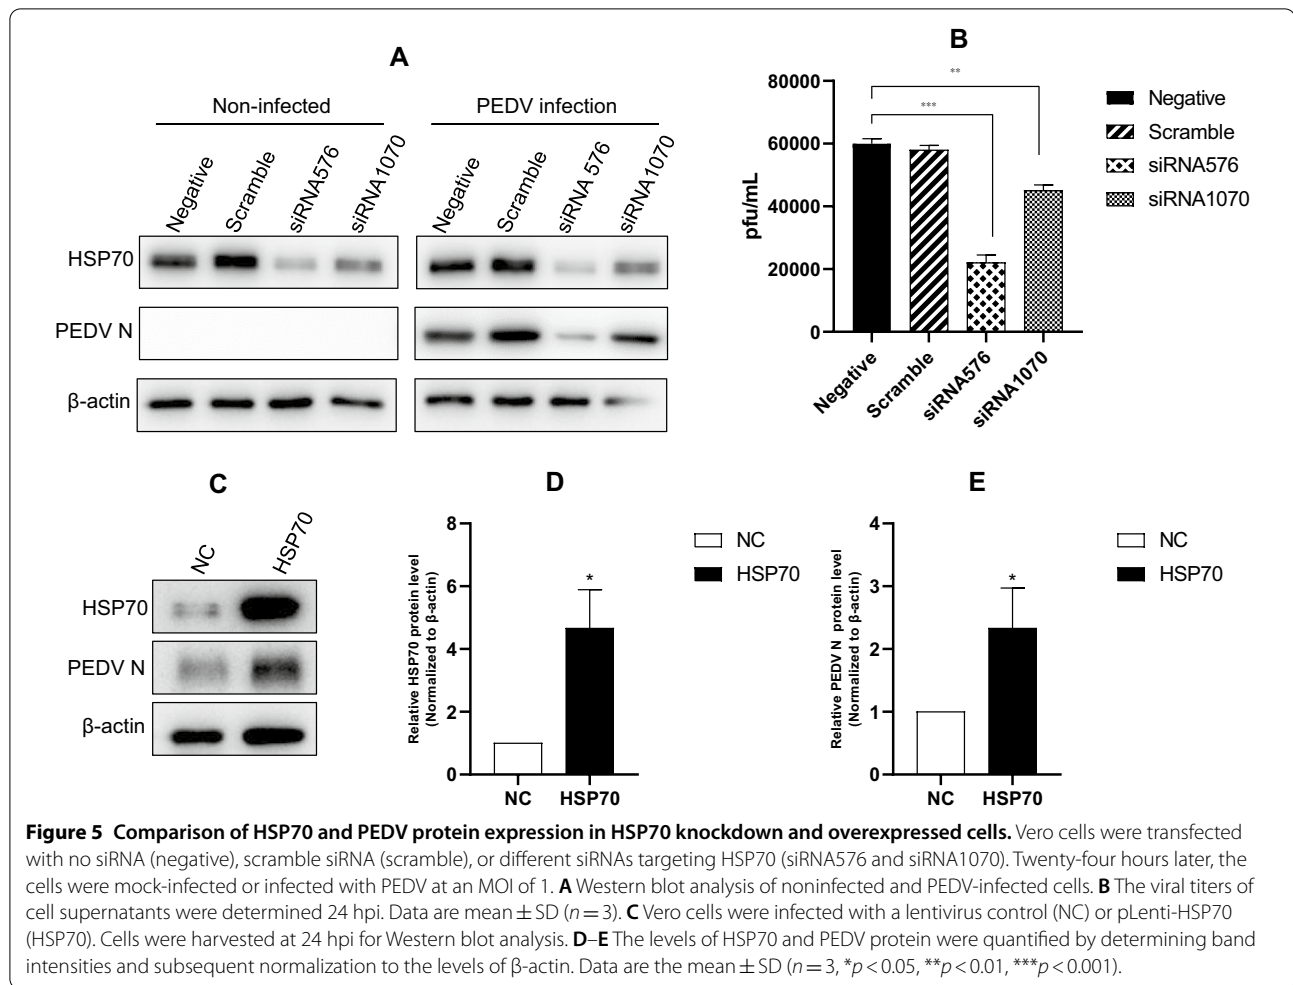 A
Non-infected
PEDV infection
Negative
Scramble
siRNA576
siRNA1070
Negative
Scramble
siRNA 576
siRNA1070
HSP70
PEDV N
β-actin
B
**
***
pfu/mL
80000
60000
40000
20000
0
Negative
Scramble
siRNA576
siRNA1070
Negative
Scramble
siRNA576
siRNA1070
C
NC
HSP70
HSP70
PEDV N
β-actin
D
Relative HSP70 protein level
(Normalized to β-actin)
8
6
4
2
0
*
NC
HSP70
NC
HSP70
E
Relative PEDV N protein level
(Normalized to β-actin)
4
3
2
1
0
*
NC
HSP70
NC
HSP70
Figure 5 Comparison of HSP70 and PEDV protein expression in HSP70 knockdown and overexpressed cells. Vero cells were transfected
with no siRNA (negative), scramble siRNA (scramble), or different siRNAs targeting HSP70 (siRNA576 and siRNA1070). Twenty-four hours later, the
cells were mock-infected or infected with PEDV at an MOI of 1. A Western blot analysis of noninfected and PEDV-infected cells. B The viral titers of
cell supernatants were determined 24 hpi. Data are mean ± SD (n = 3). C Vero cells were infected with a lentivirus control (NC) or pLenti-HSP70
(HSP70). Cells were harvested at 24 hpi for Western blot analysis. D–E The levels of HSP70 and PEDV protein were quantified by determining band
intensities and subsequent normalization to the levels of β-actin. Data are the mean ± SD (n = 3, *p < 0.05, **p < 0.01, ***p < 0.001).